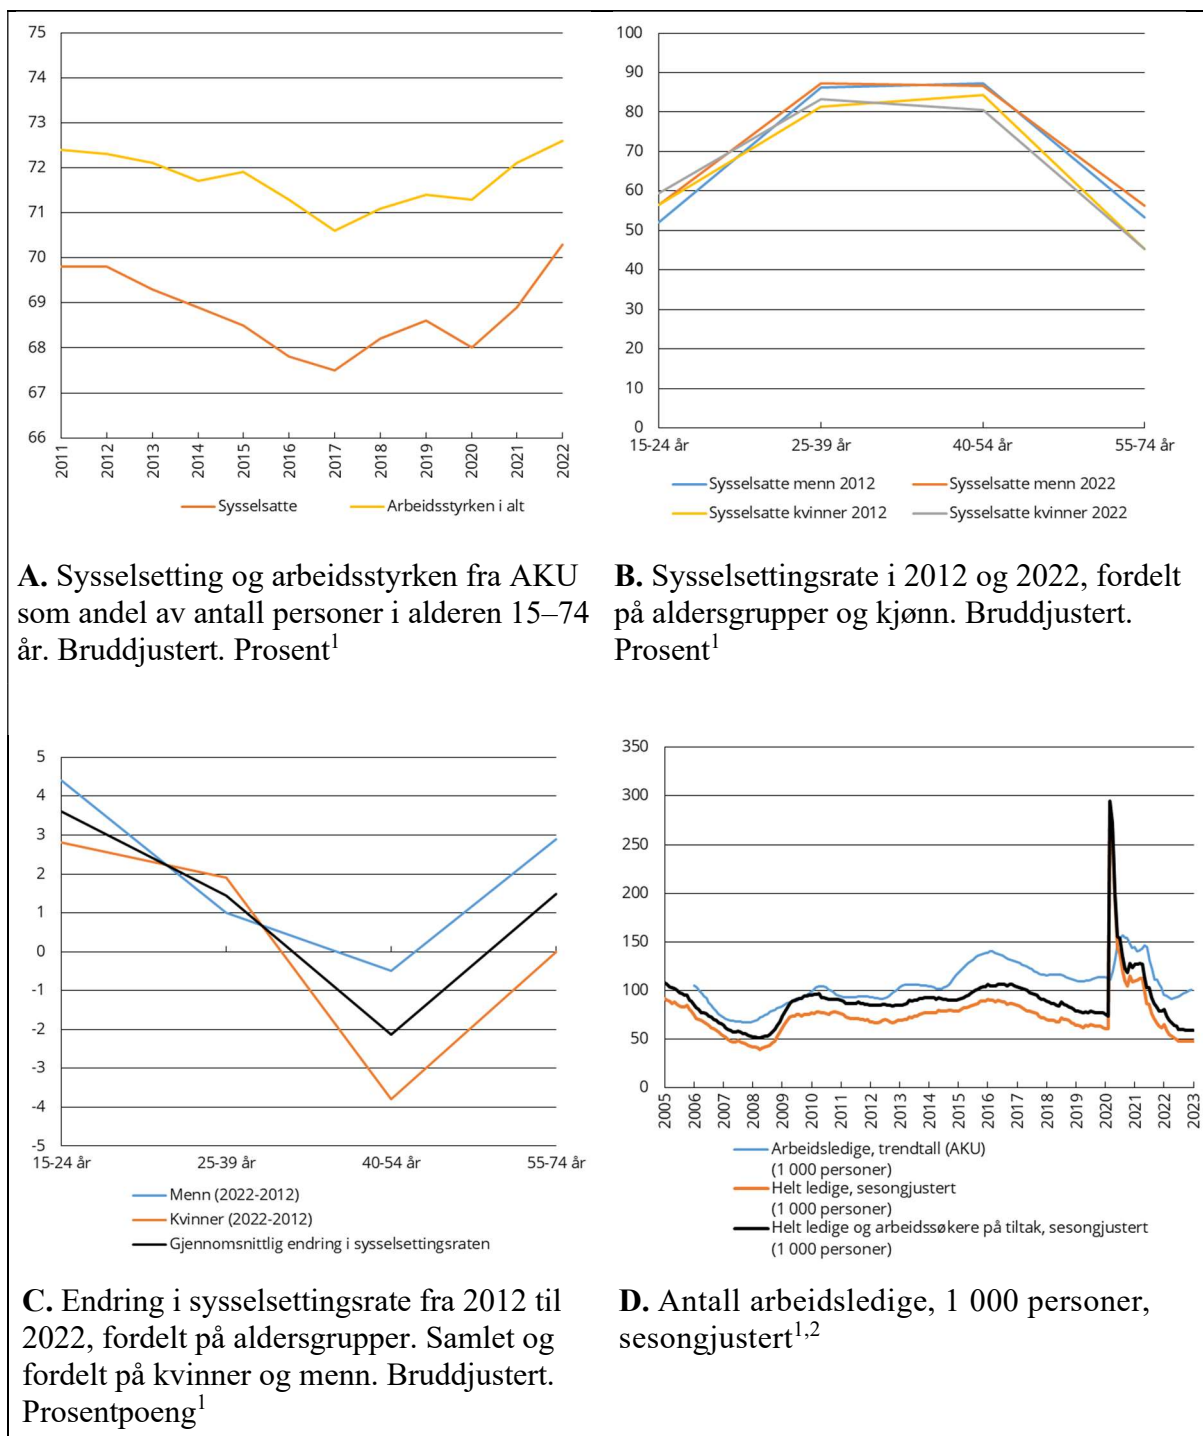 75
74
73
72
71
70
69
68
67
66
2011
2012
2013
2014
2015
2016
2017
2018
2019
2020
2021
2022
Sysselsatte
Arbeidsstyrken i alt
A. Sysselsetting og arbeidsstyrken fra AKU
som andel av antall personer i alderen 15–74
år. Bruddjustert. Prosent1
100
90
80
70
60
50
40
30
20
10
0
15-24 år
25-39 år
40-54 år
55-74 år
Sysselsatte menn 2012
Sysselsatte menn 2022
Sysselsatte kvinner 2012
Sysselsatte kvinner 2022
B. Sysselsettingsrate i 2012 og 2022, fordelt
på aldersgrupper og kjønn. Bruddjustert.
Prosent1
5
4
3
2
1
0
-1
-2
-3
-4
-5
15-24 år
25-39 år
40-54 år
55-74 år
Menn (2022-2012)
Kvinner (2022-2012)
Gjennomsnittlig endring i sysselsettingsraten
C. Endring i sysselsettingsrate fra 2012 til
2022, fordelt på aldersgrupper. Samlet og
fordelt på kvinner og menn. Bruddjustert.
Prosentpoeng1
350
300
250
200
150
100
50
0
2005
2006
2007
2008
2009
2010
2011
2012
2013
2014
2015
2016
2017
2018
2019
2020
2021
2022
2023
Arbeidsledige, trendtall (AKU)
(1 000 personer)
Helt ledige, sesongjustert
(1 000 personer)
Helt ledige og arbeidssøkere på tiltak, sesongjustert
(1 000 personer)
D. Antall arbeidsledige, 1 000 personer,
sesongjustert1,2